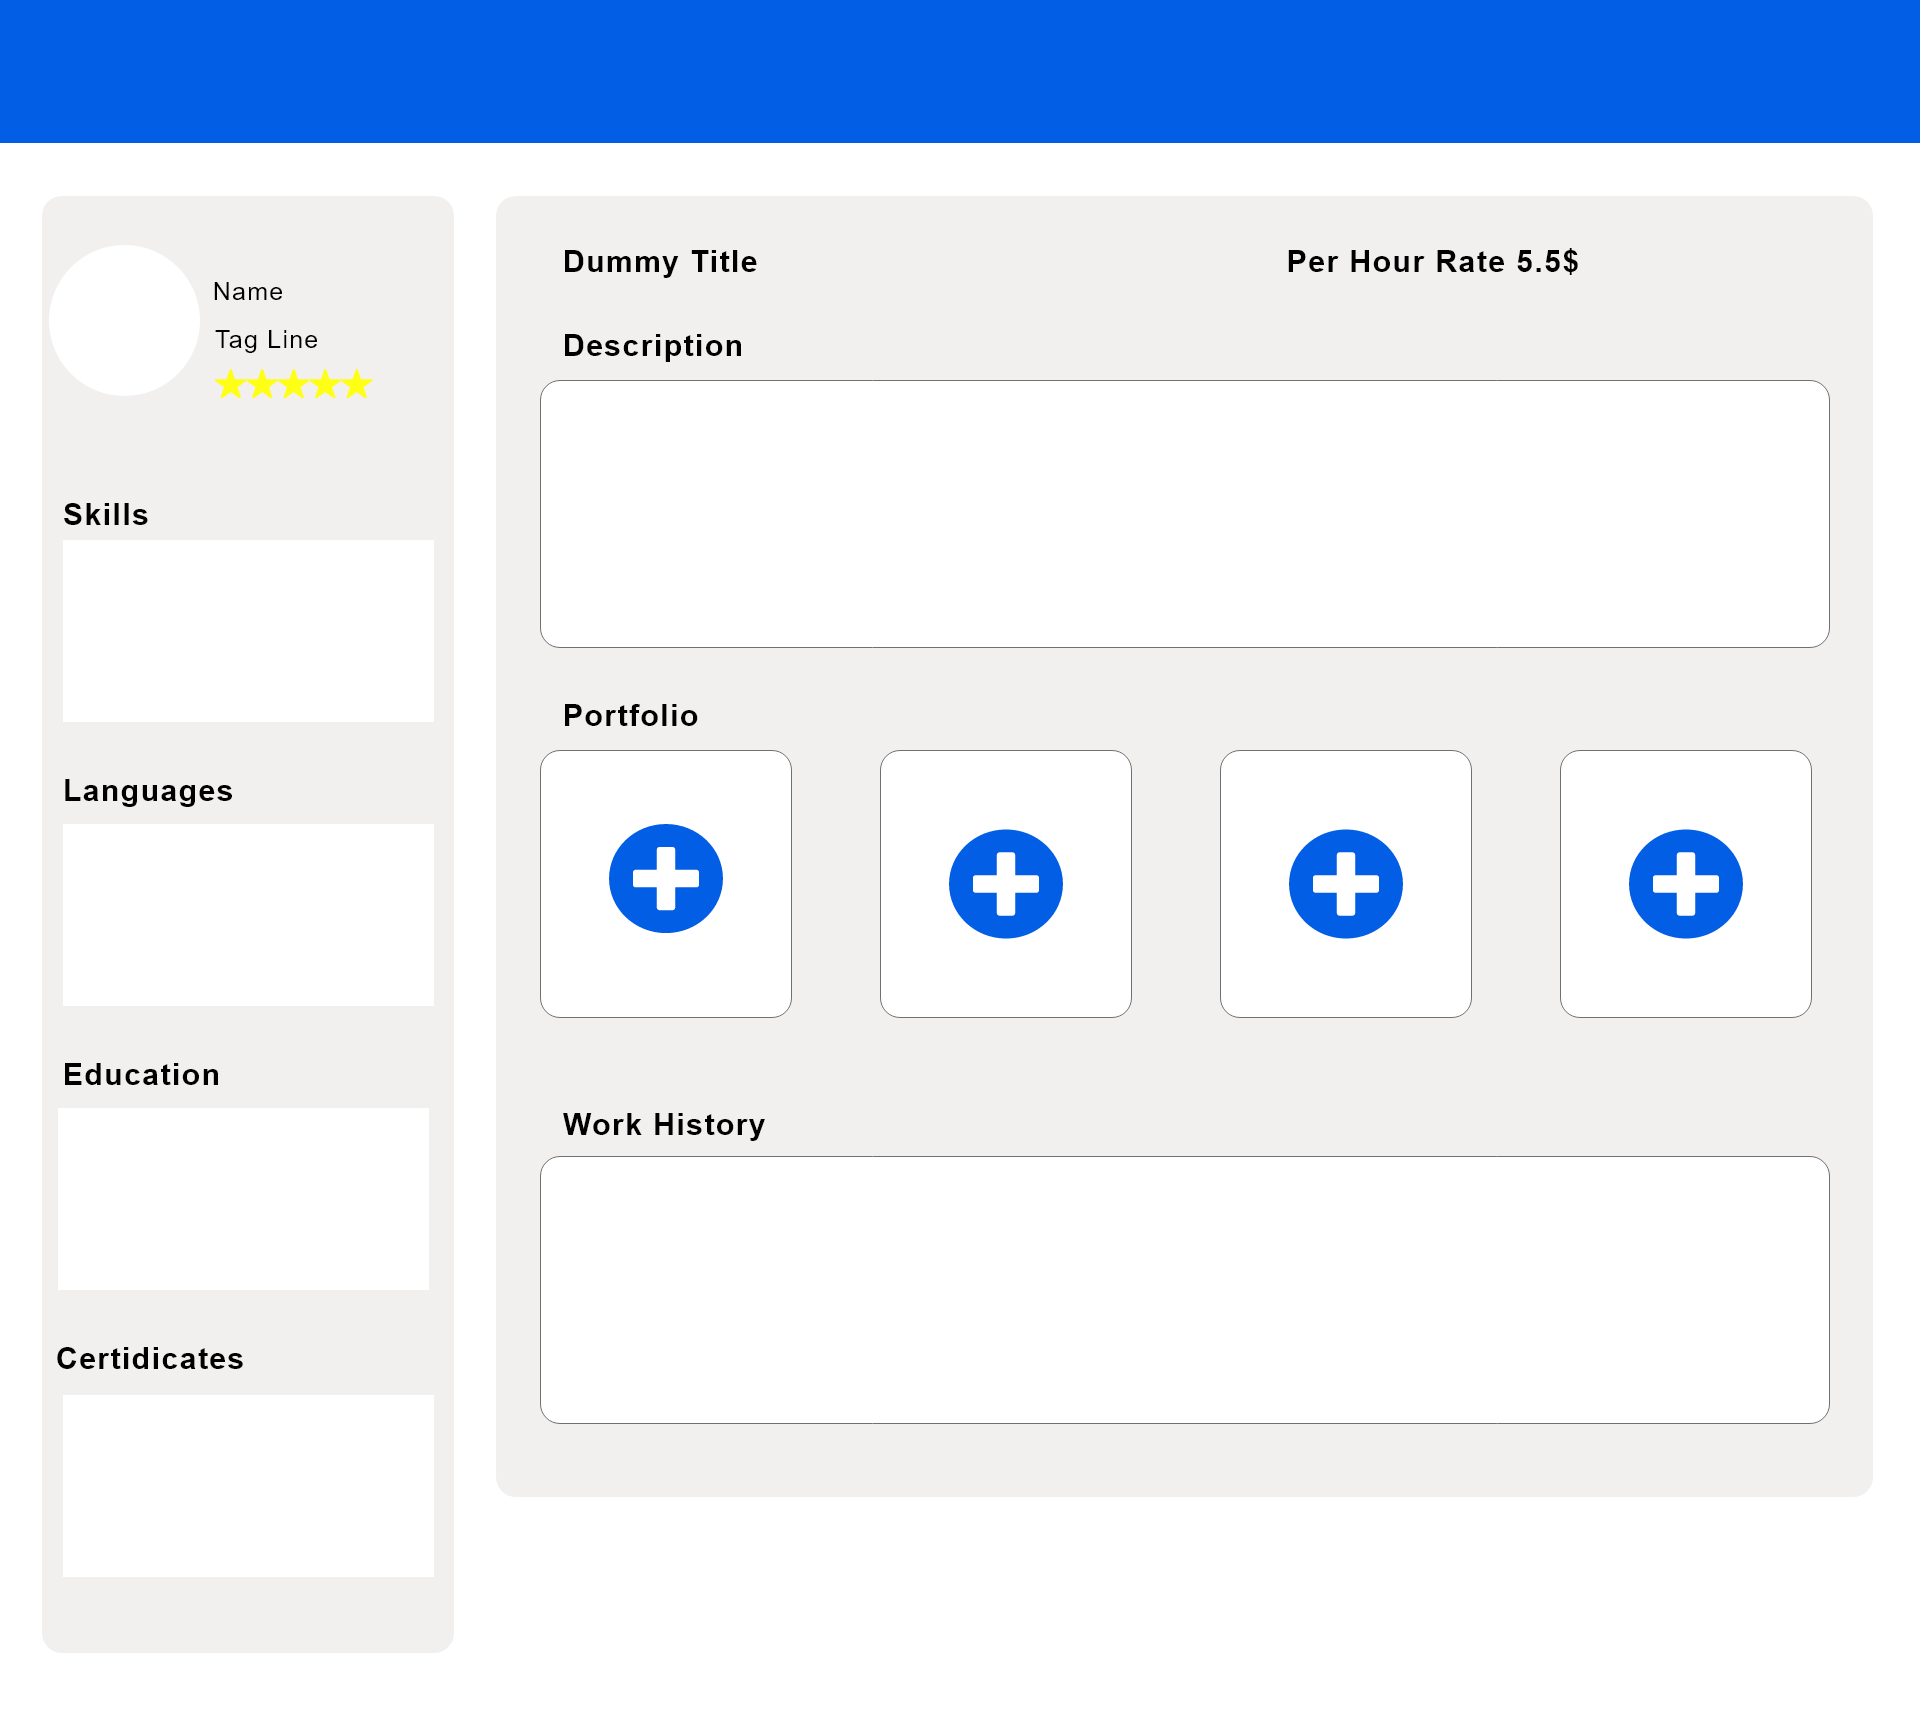 Name
Tag Line
Skills
Languages
Education
Certidicates
Dummy Title
Per Hour Rate 5.5$
Description
Portfolio
Work History